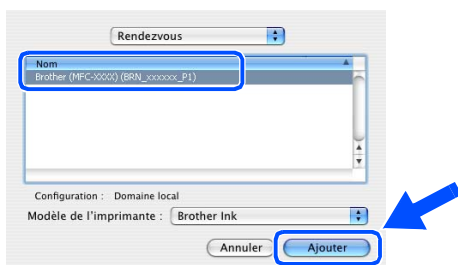 Rendezvous
Nom
Brother (MFC-XXXX) (BRN_xxxxxx_P1)
Configuration : Domaine local
Modèle de l'imprimante : Brother Ink
Annuler Ajouter